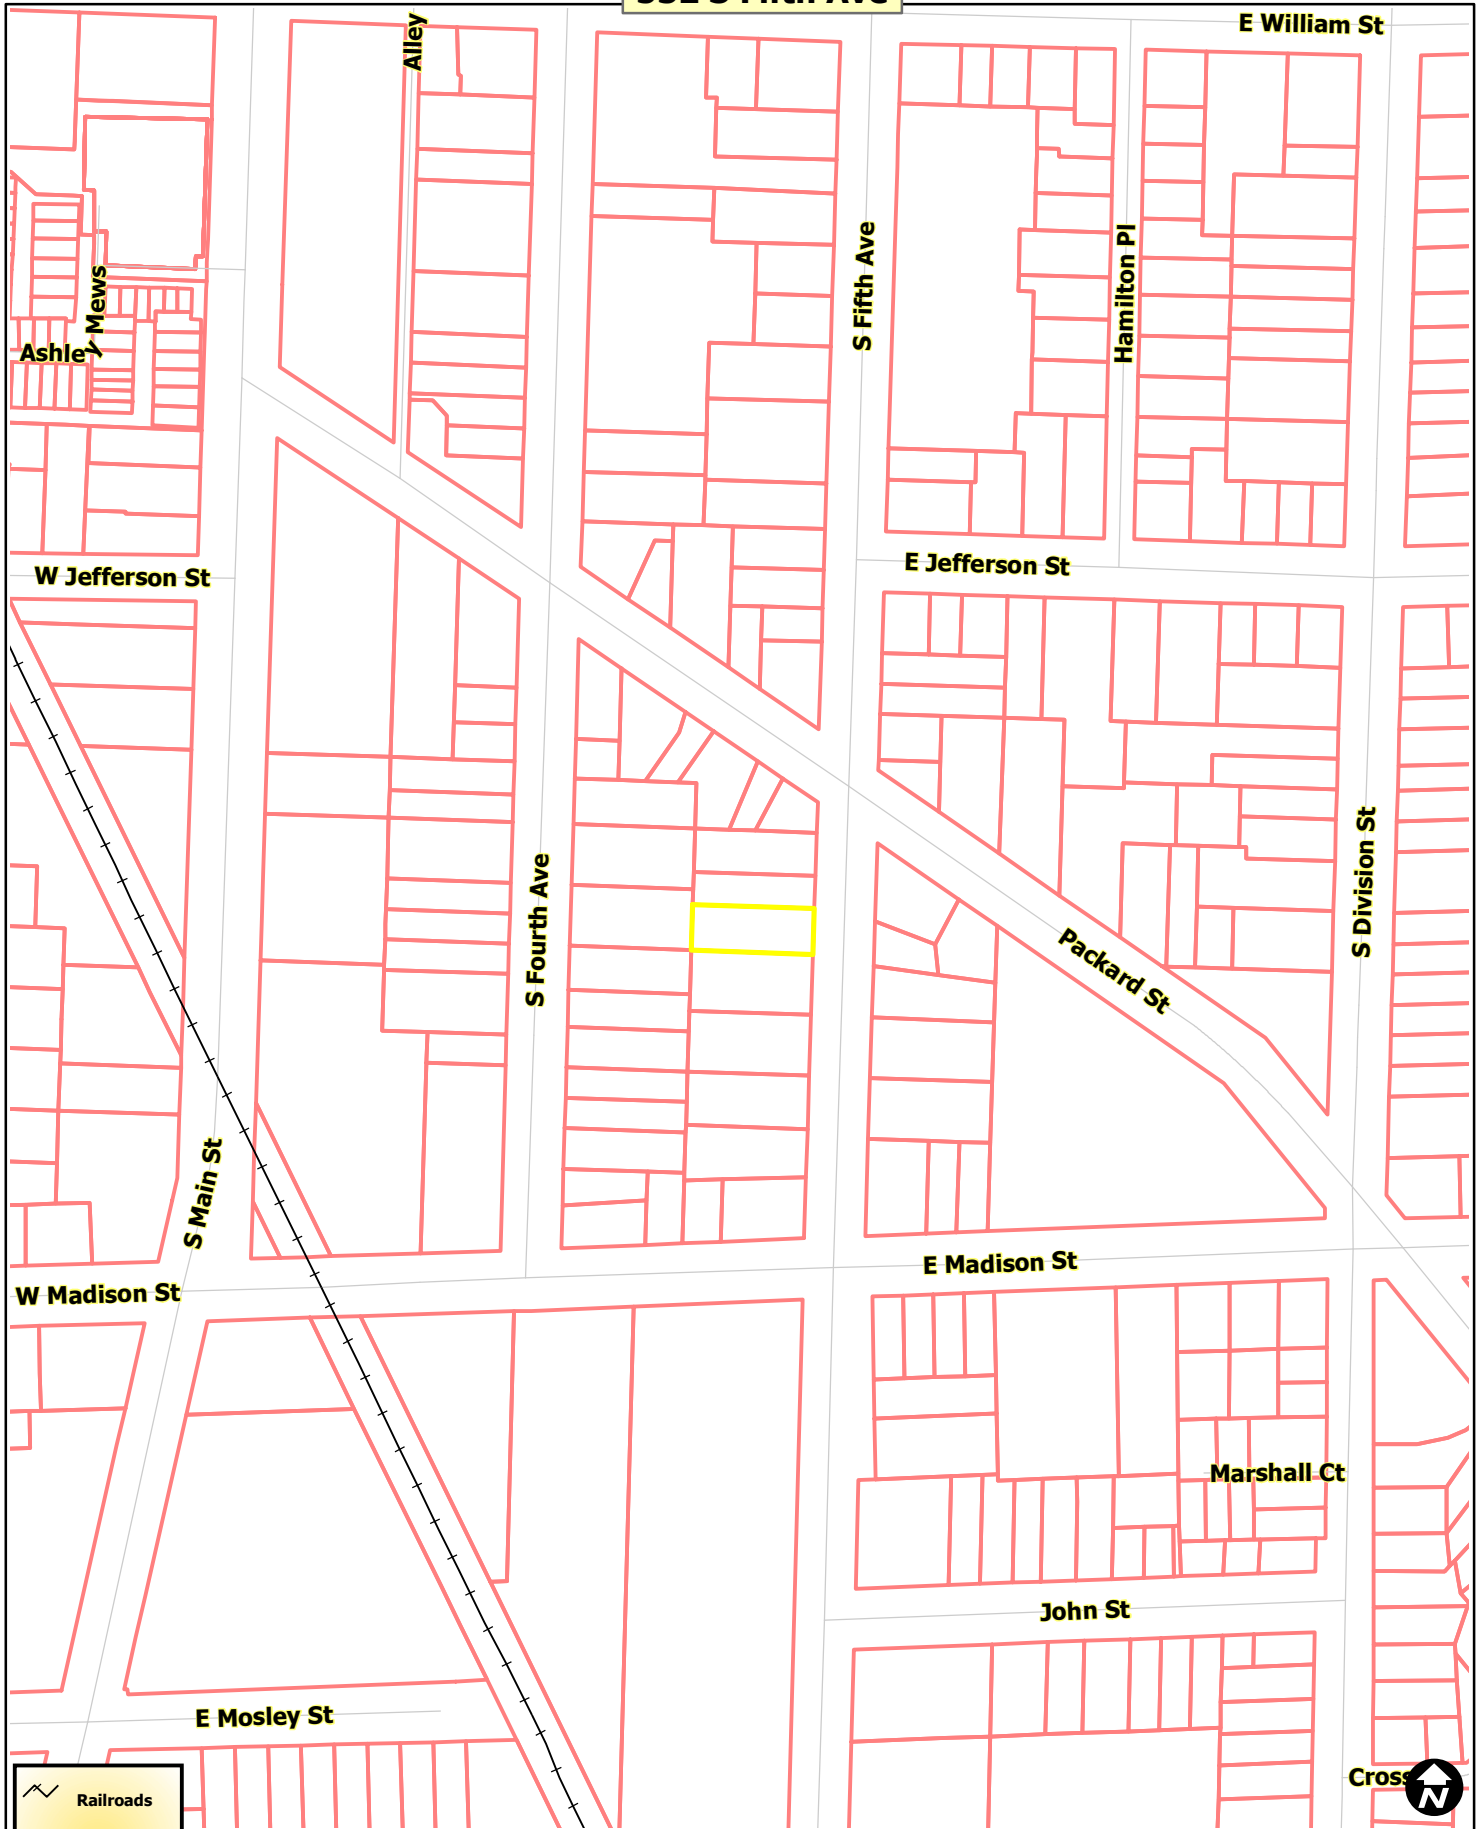 E William St
Alley
S Fifth Ave
Hamilton Pl
Ashley Mews
W Jefferson St
E Jefferson St
S Fourth Ave
S Division St
Packard St
S Main St
E Madison St
W Madison St
Marshall Ct
John St
E Mosley St
Cross
Railroads
N